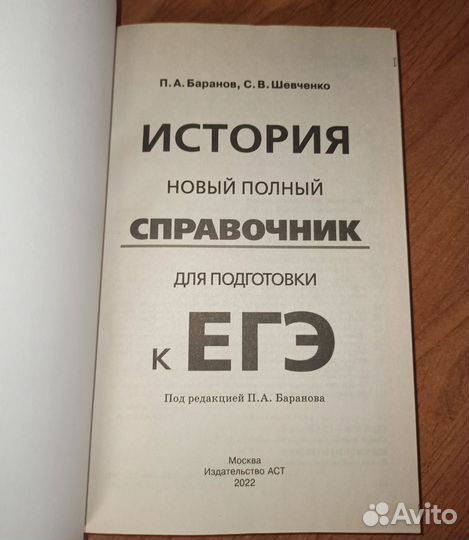 П. А. Баранов, С. В. Шевченко
ИСТОРИЯ
НОВЫЙ ПОЛНЫЙ
СПРАВОЧНИК
ДЛЯ ПОДГОТОВКИ
К ЕГЭ
Под редакцией П.А. Баранова
Москва
Издательство АСТ
2022
Avito